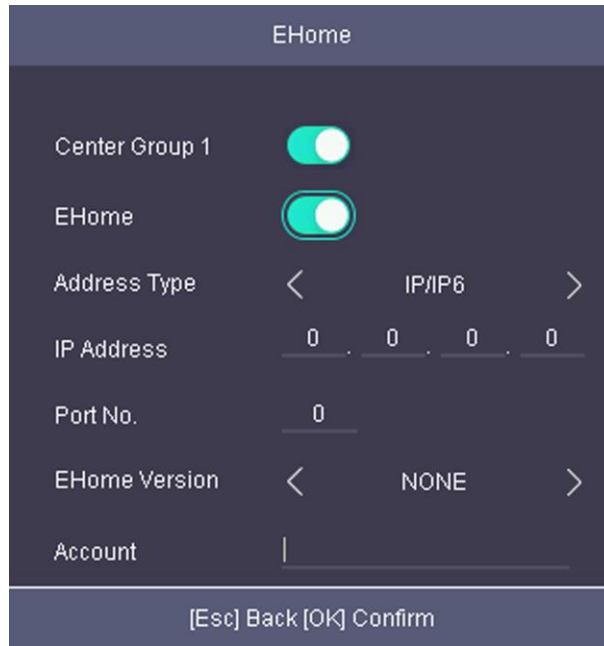 EHome
Center Group 1
EHome
Address Type < IP/IP6 >
IP Address 0 . 0 . 0 . 0
Port No. 0
EHome Version < NONE >
Account
[Esc] Back [OK] Confirm